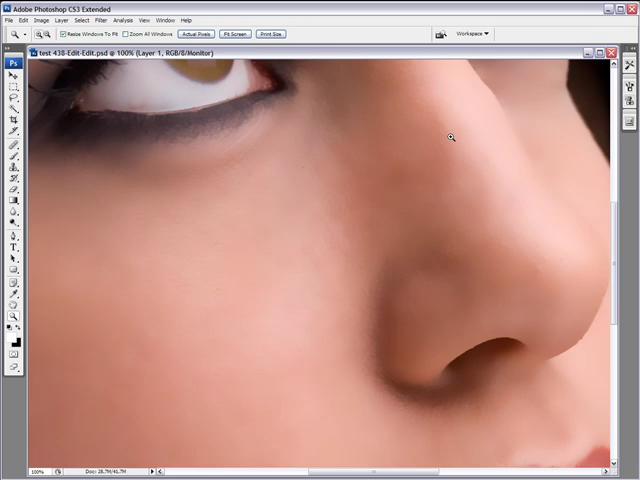 Ps Adobe Photoshop CS3 Extended
File Edit Image Layer Select Filter Analysis View Window Help
Resize Windows To Fit Zoom All Windows Actual Pixels Fit Screen Print Size Workspace
test 438-Edit-Edit.psd @ 100% (Layer 1, RGB/8/Monitor)
Ps
T
100% Doc: 28.7M/41.7M